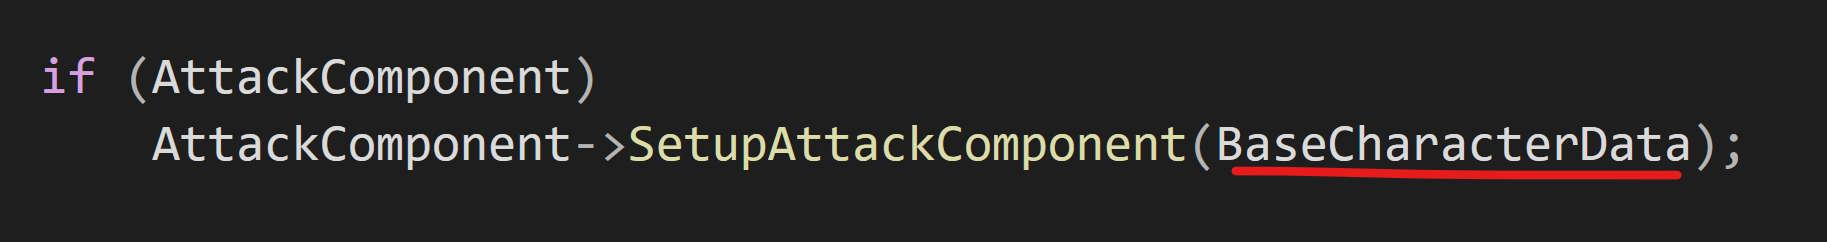 if (AttackComponent)
AttackComponent->SetupAttackComponent(BaseCharacterData);